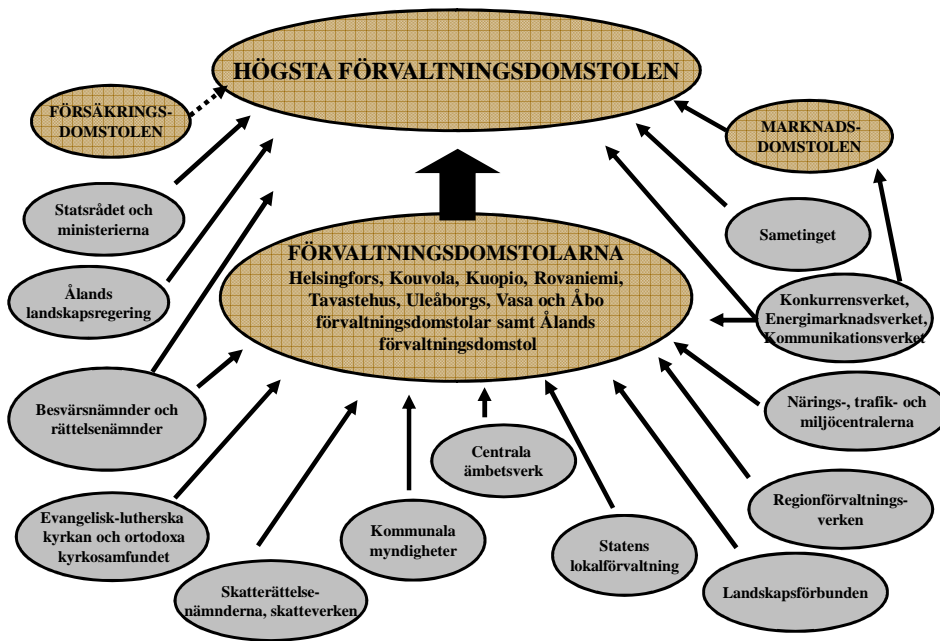 HÖGSTA FÖRVALTNINGSDOMSTOLEN
FÖRSÄKRINGS-
DOMSTOLEN
MARKNADS-
DOMSTOLEN
Statsrådet och
ministerierna
Sametinget
FÖRVALTNINGSDOMSTOLARNA
Helsingfors, Kouvola, Kuopio, Rovaniemi,
Tavastehus, Uleåborgs, Vasa och Åbo
förvaltningsdomstolar samt Ålands
förvaltningsdomstol
Ålands
landskapsregering
Konkurrensverket,
Energimarknadsverket,
Kommunikationsverket
Besvärsnämnder och
rättelsenämnder
Närings-, trafik- och
miljöcentralerna
Centrala
ämbetsverk
Evangelisk-lutherska
kyrkan och ortodoxa
kyrkosamfundet
Kommunala
myndigheter
Statens
lokalförvaltning
Regionförvaltnings-
verken
Skatterättelse-
nämnderna, skatteverken
Landskapsförbunden